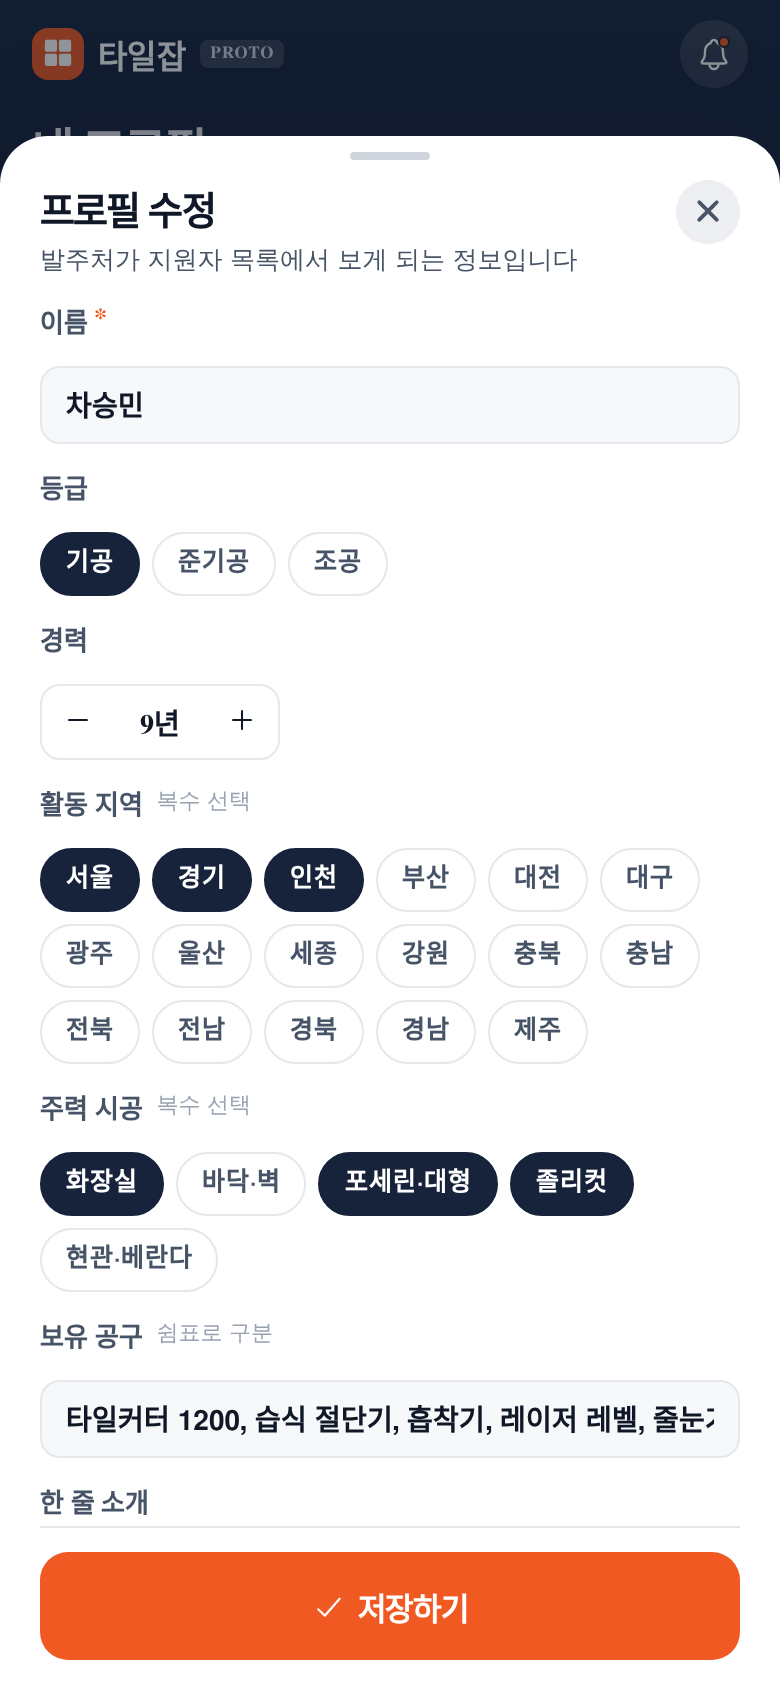 타일잡 PROTO
프로필 수정
발주처가 지원자 목록에서 보게 되는 정보입니다
이름 *
차승민
등급
기공 준기공 조공
경력
9년
활동 지역 복수 선택
서울 경기 인천 부산 대전 대구
광주 울산 세종 강원 충북 충남
전북 전남 경북 경남 제주
주력 시공 복수 선택
화장실 바닥·벽 포세린·대형 졸리컷
현관·베란다
보유 공구 쉼표로 구분
타일커터 1200, 습식 절단기, 흡착기, 레이저 레벨,
한 줄 소개
저장하기